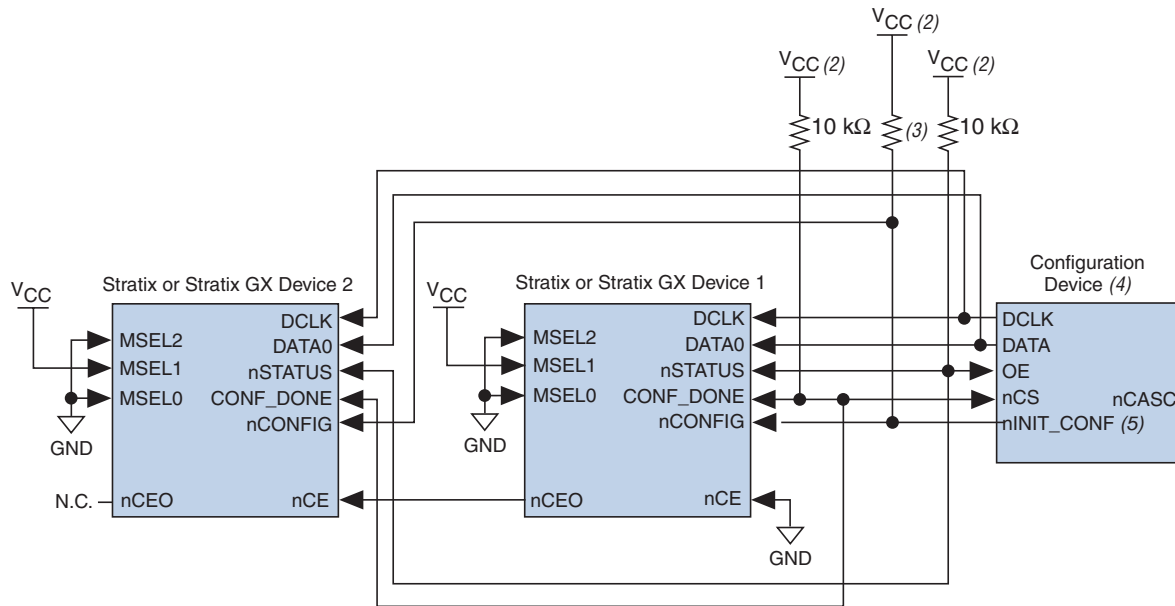 VCC (2)
VCC (2)
VCC (2)
10 kΩ
(3)
10 kΩ
Stratix or Stratix GX Device 2
VCC
MSEL2
MSEL1
MSEL0
GND
DCLK
DATA0
nSTATUS
CONF_DONE
nCONFIG
N.C.
nCEO
nCE
Stratix or Stratix GX Device 1
VCC
MSEL2
MSEL1
MSEL0
GND
DCLK
DATA0
nSTATUS
CONF_DONE
nCONFIG
nCEO
nCE
GND
Configuration
Device (4)
DCLK
DATA
OE
nCS
nCASC
nINIT_CONF (5)